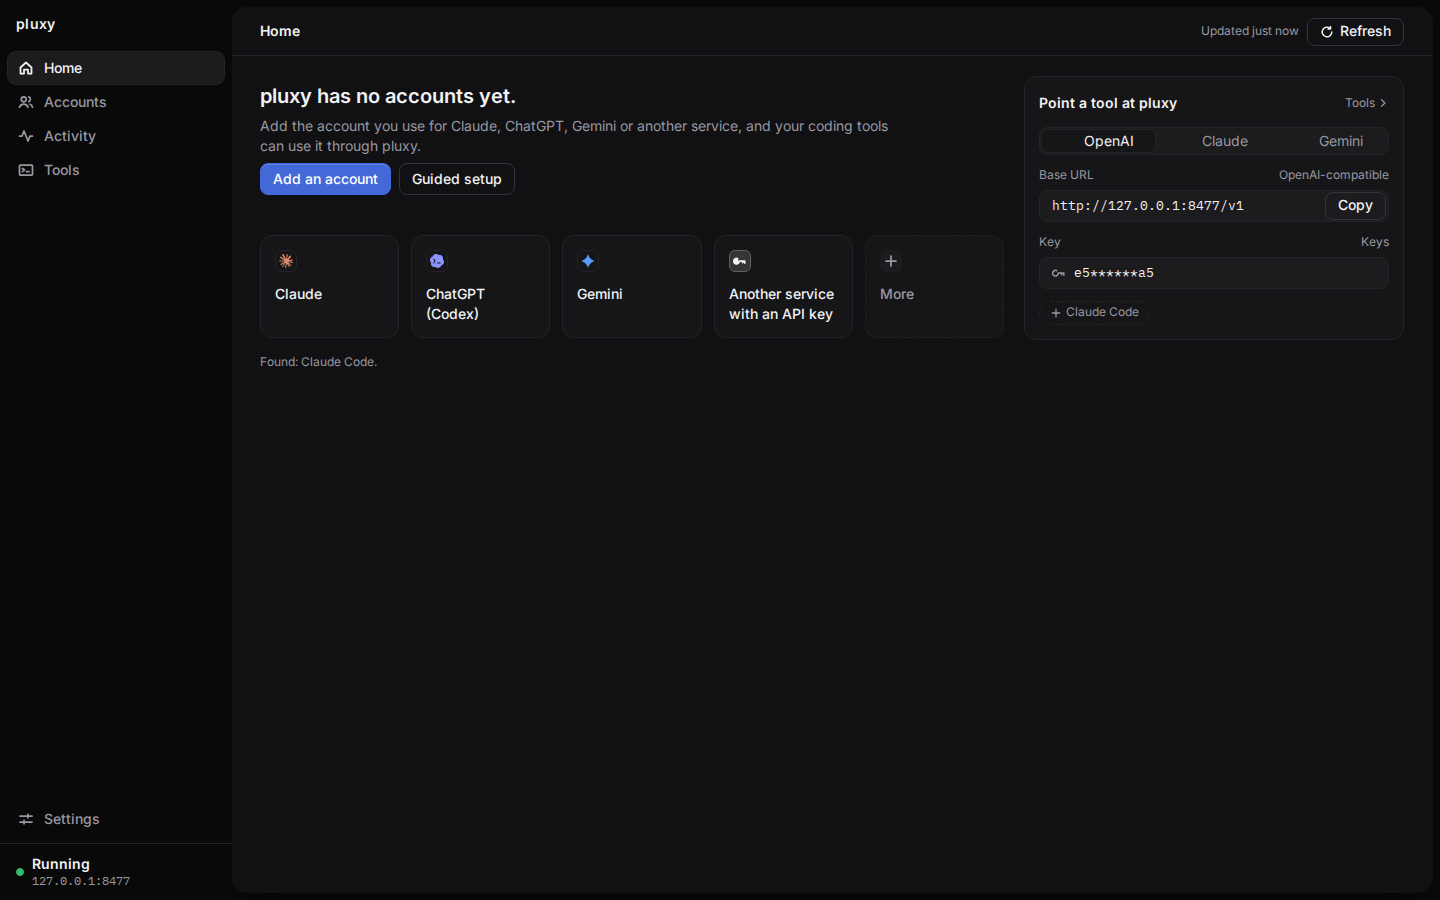 pluxy
Home
Accounts
Activity
Tools
Settings
Running
127.0.0.1:8477
Home
Updated just now
Refresh
pluxy has no accounts yet.
Add the account you use for Claude, ChatGPT, Gemini or another service, and your coding tools
can use it through pluxy.
Add an account
Guided setup
Claude
ChatGPT
(Codex)
Gemini
Another service
with an API key
More
Found: Claude Code.
Point a tool at pluxy
Tools
OpenAI
Claude
Gemini
Base URL
OpenAI-compatible
http://127.0.0.1:8477/v1
Copy
Key
Keys
e5******a5
Claude Code